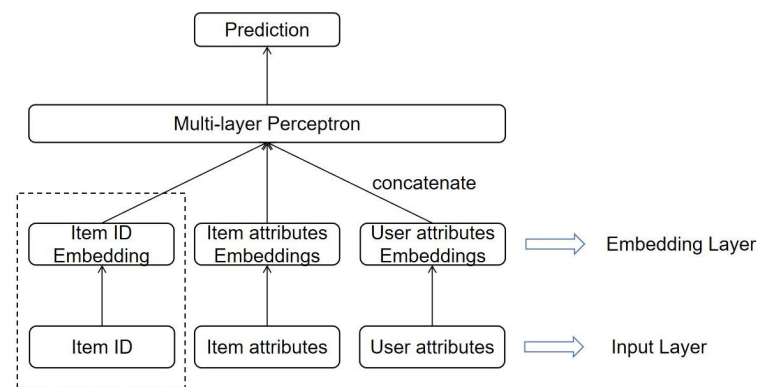 Prediction
Multi-layer Perceptron
concatenate
Item ID
Embedding
Item attributes
Embeddings
User attributes
Embeddings
Embedding Layer
Item ID
Item attributes
User attributes
Input Layer